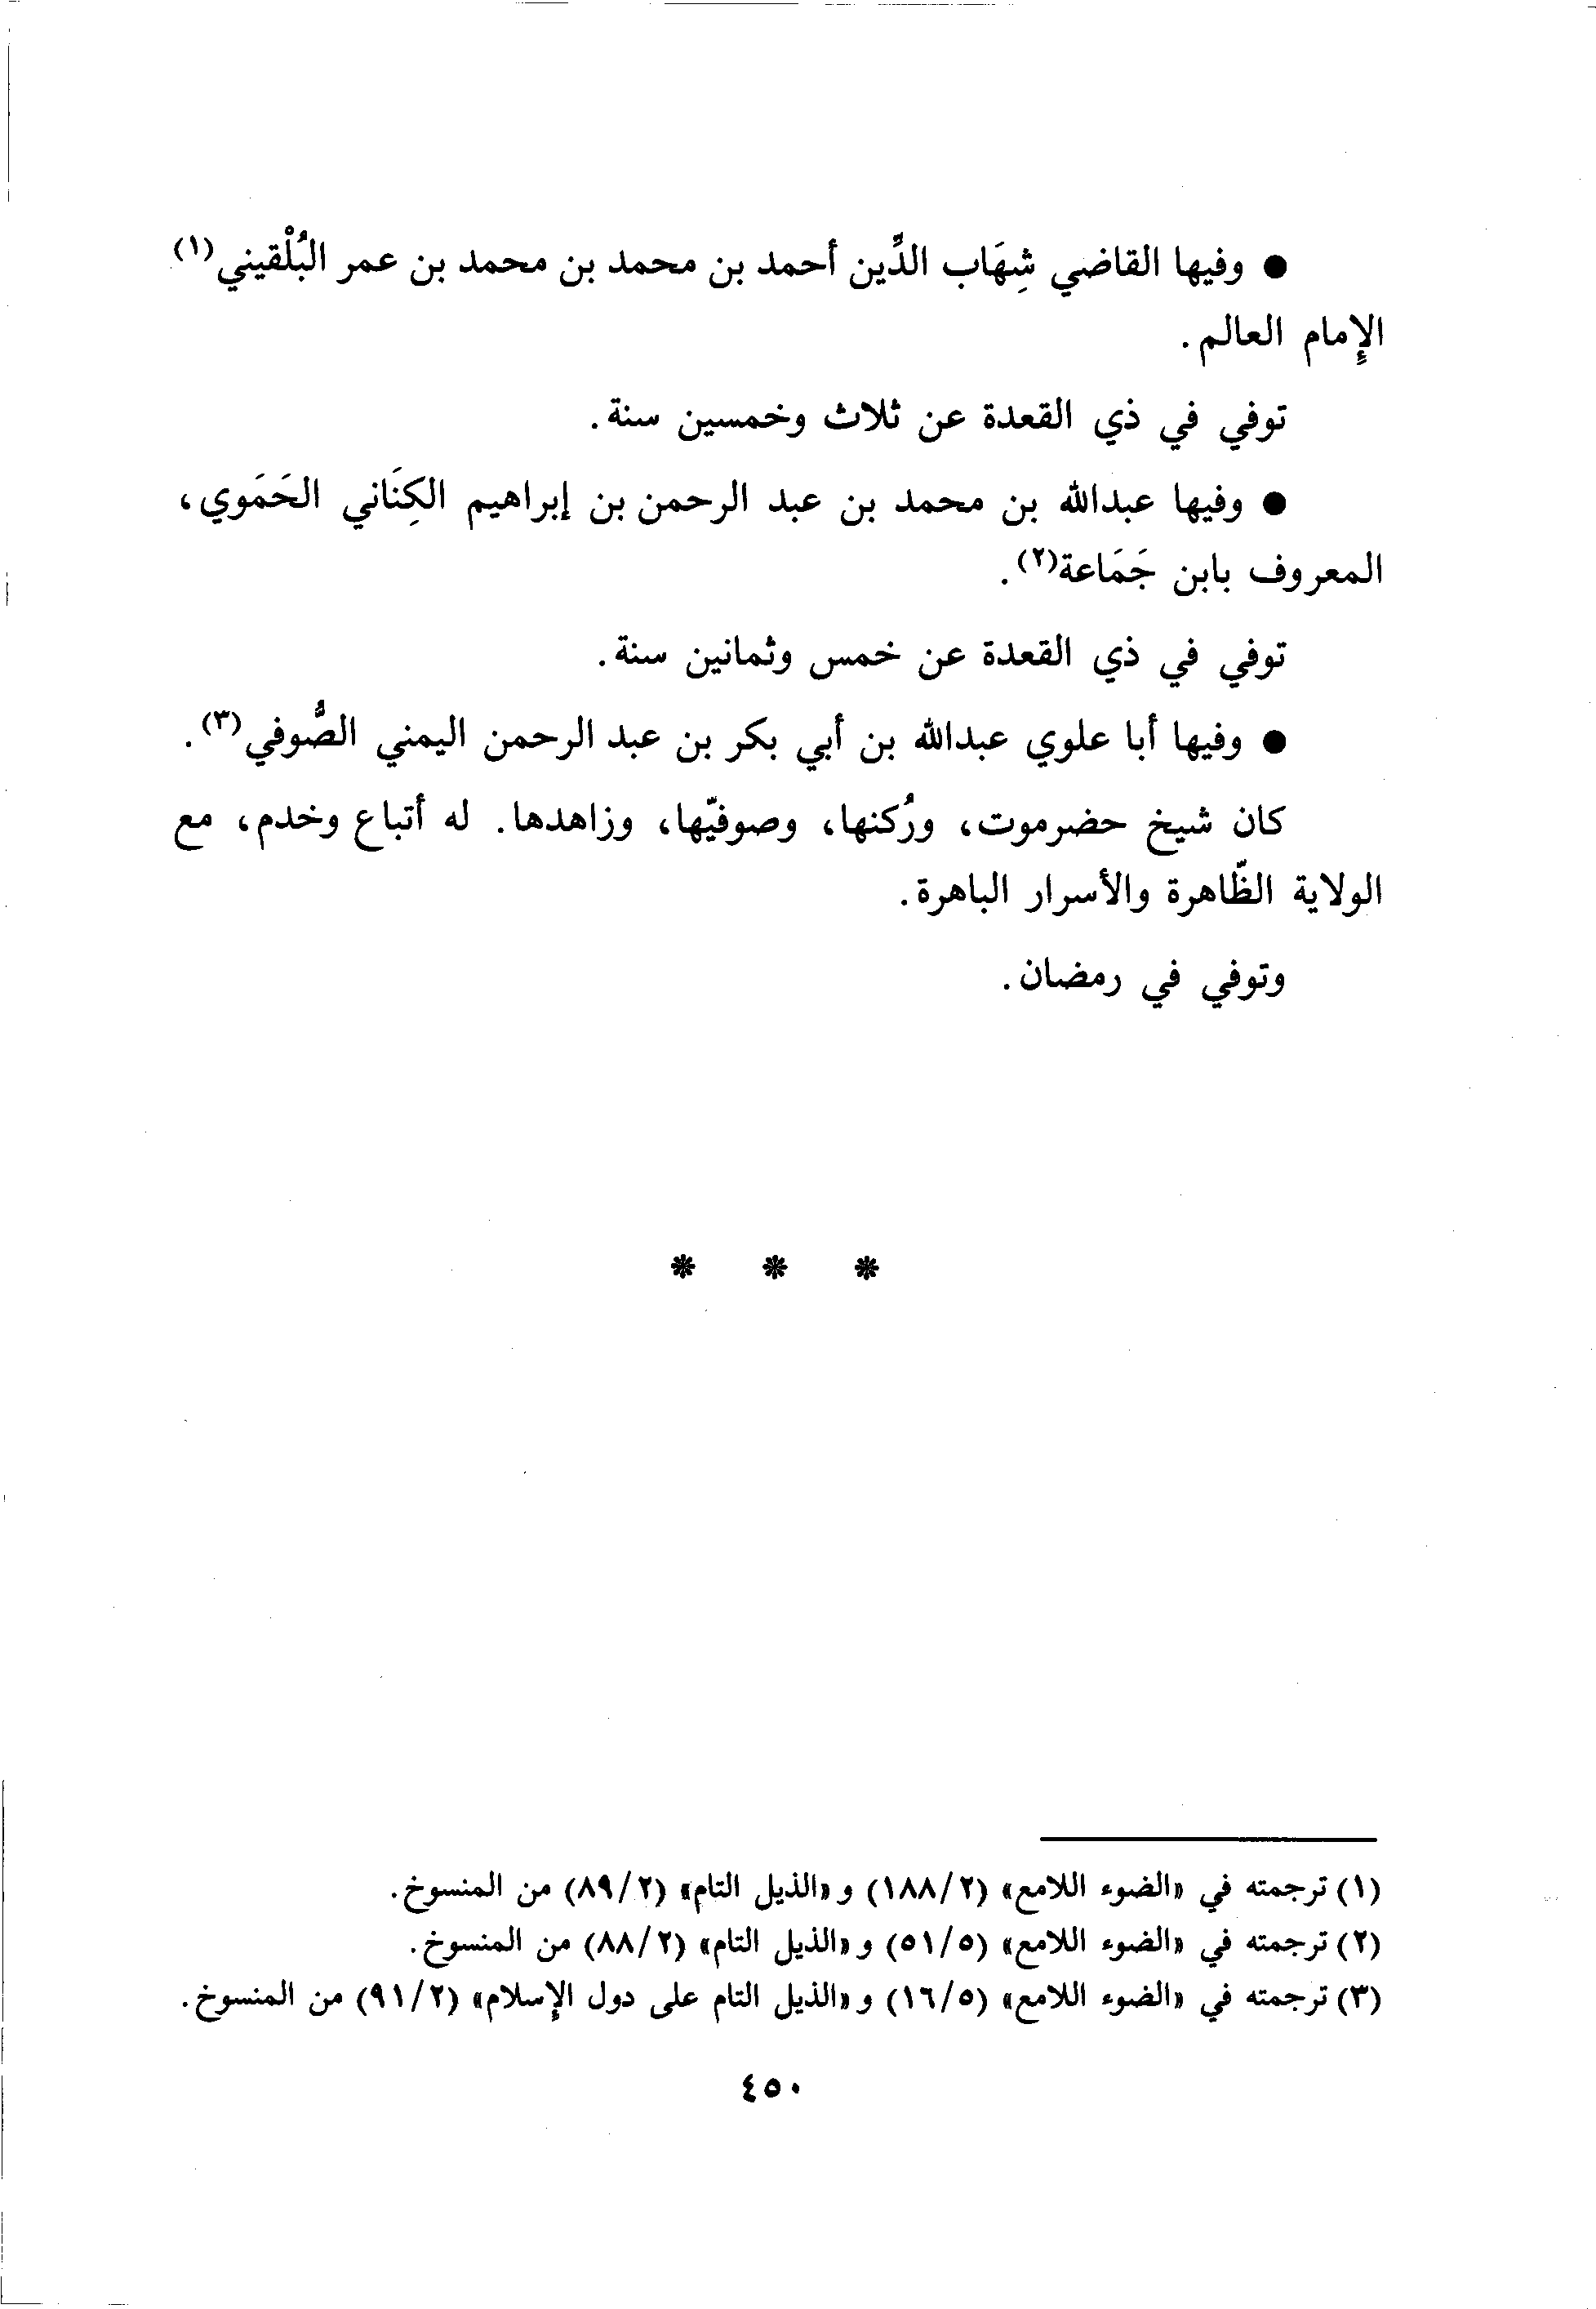 ● وفيها القاضي شِهَاب الدِّين أحمد بن محمد بن محمد بن عمر البُلْقيني(١)
الإِمام العالم.
توفي في ذي القعدة عن ثلاث وخمسين سنة.
● وفيها عبدالله بن محمد بن عبد الرحمن بن إبراهيم الكِنَاني الحَمَوي،
المعروف بابن جَمَاعة(٢).
توفي في ذي القعدة عن خمس وثمانين سنة.
● وفيها أبا علوي عبدالله بن أبي بكر بن عبد الرحمن اليمني الصُّوفي(٣).
كان شيخ حضرموت، ورُكنها، وصوفيّها، وزاهدها. له أتباع وخدم، مع
الولاية الظّاهرة والأسرار الباهرة.
وتوفي في رمضان.
* * *
(١) ترجمته في «الضوء اللامع» (٢/١٨٨) و «الذيل التام» (٢/٨٩) من المنسوخ.
(٢) ترجمته في «الضوء اللامع» (٥/٥١) و «الذيل التام» (٢/٨٨) من المنسوخ.
(٣) ترجمته في «الضوء اللامع» (٥/١٦) و «الذيل التام على دول الإِسلام» (٢/٩١) من المنسوخ.
٤٥٠